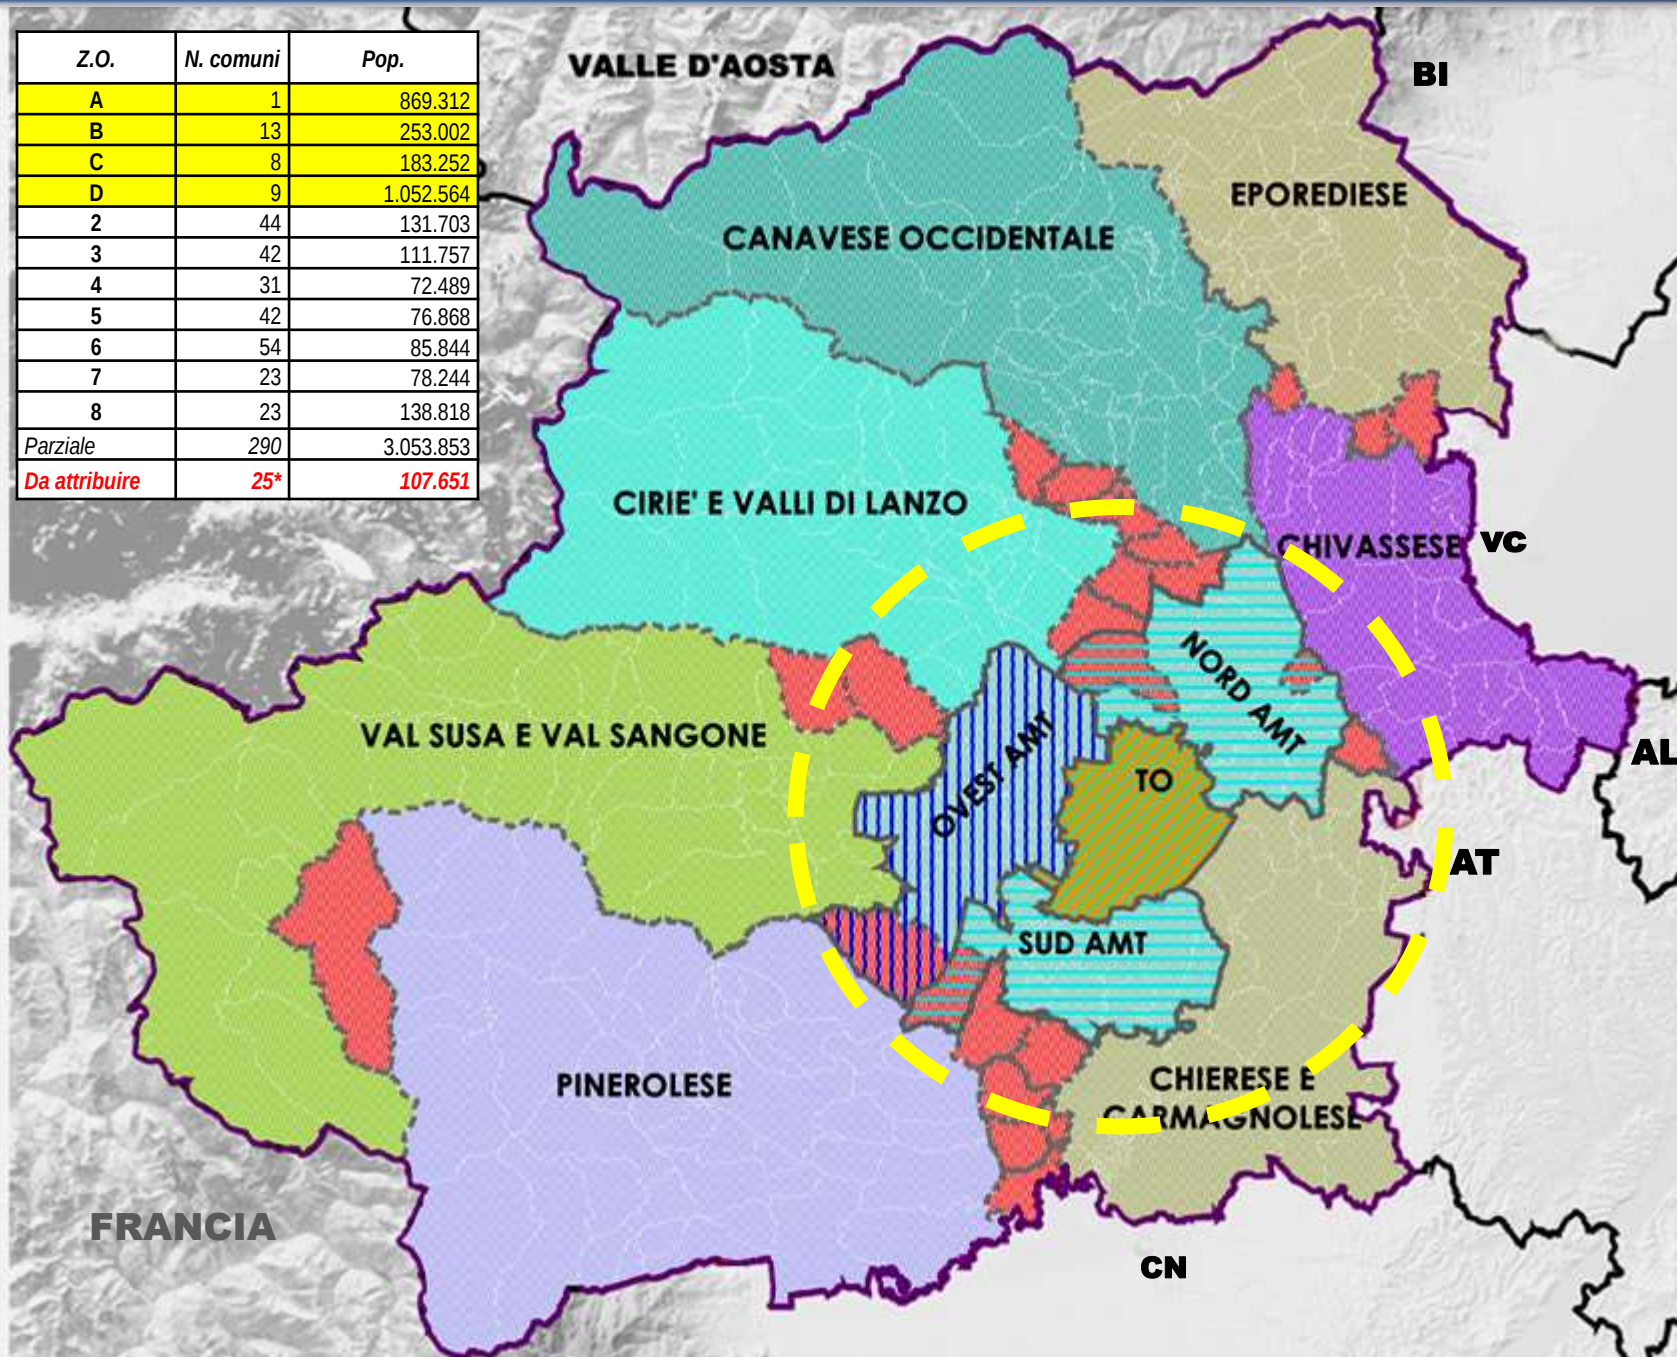 Z.O. N. comuni Pop.
A 1 869.312
B 13 253.002
C 8 183.252
D 9 1.052.564
2 44 131.703
3 42 111.757
4 31 72.489
5 42 76.868
6 54 85.844
7 23 78.244
8 23 138.818
Parziale 290 3.053.853
Da attribuire 25* 107.651
VALLE D'AOSTA
BI
EPOREDIESE
CANAVESE OCCIDENTALE
CIRIE' E VALLI DI LANZO
CHIVASSESE
VC
NORD AMT
VAL SUSA E VAL SANGONE
OVEST AMT
TO
AL
AT
SUD AMT
PINEROLESE
CHIERESE E
CARMAGNOLESE
FRANCIA
CN